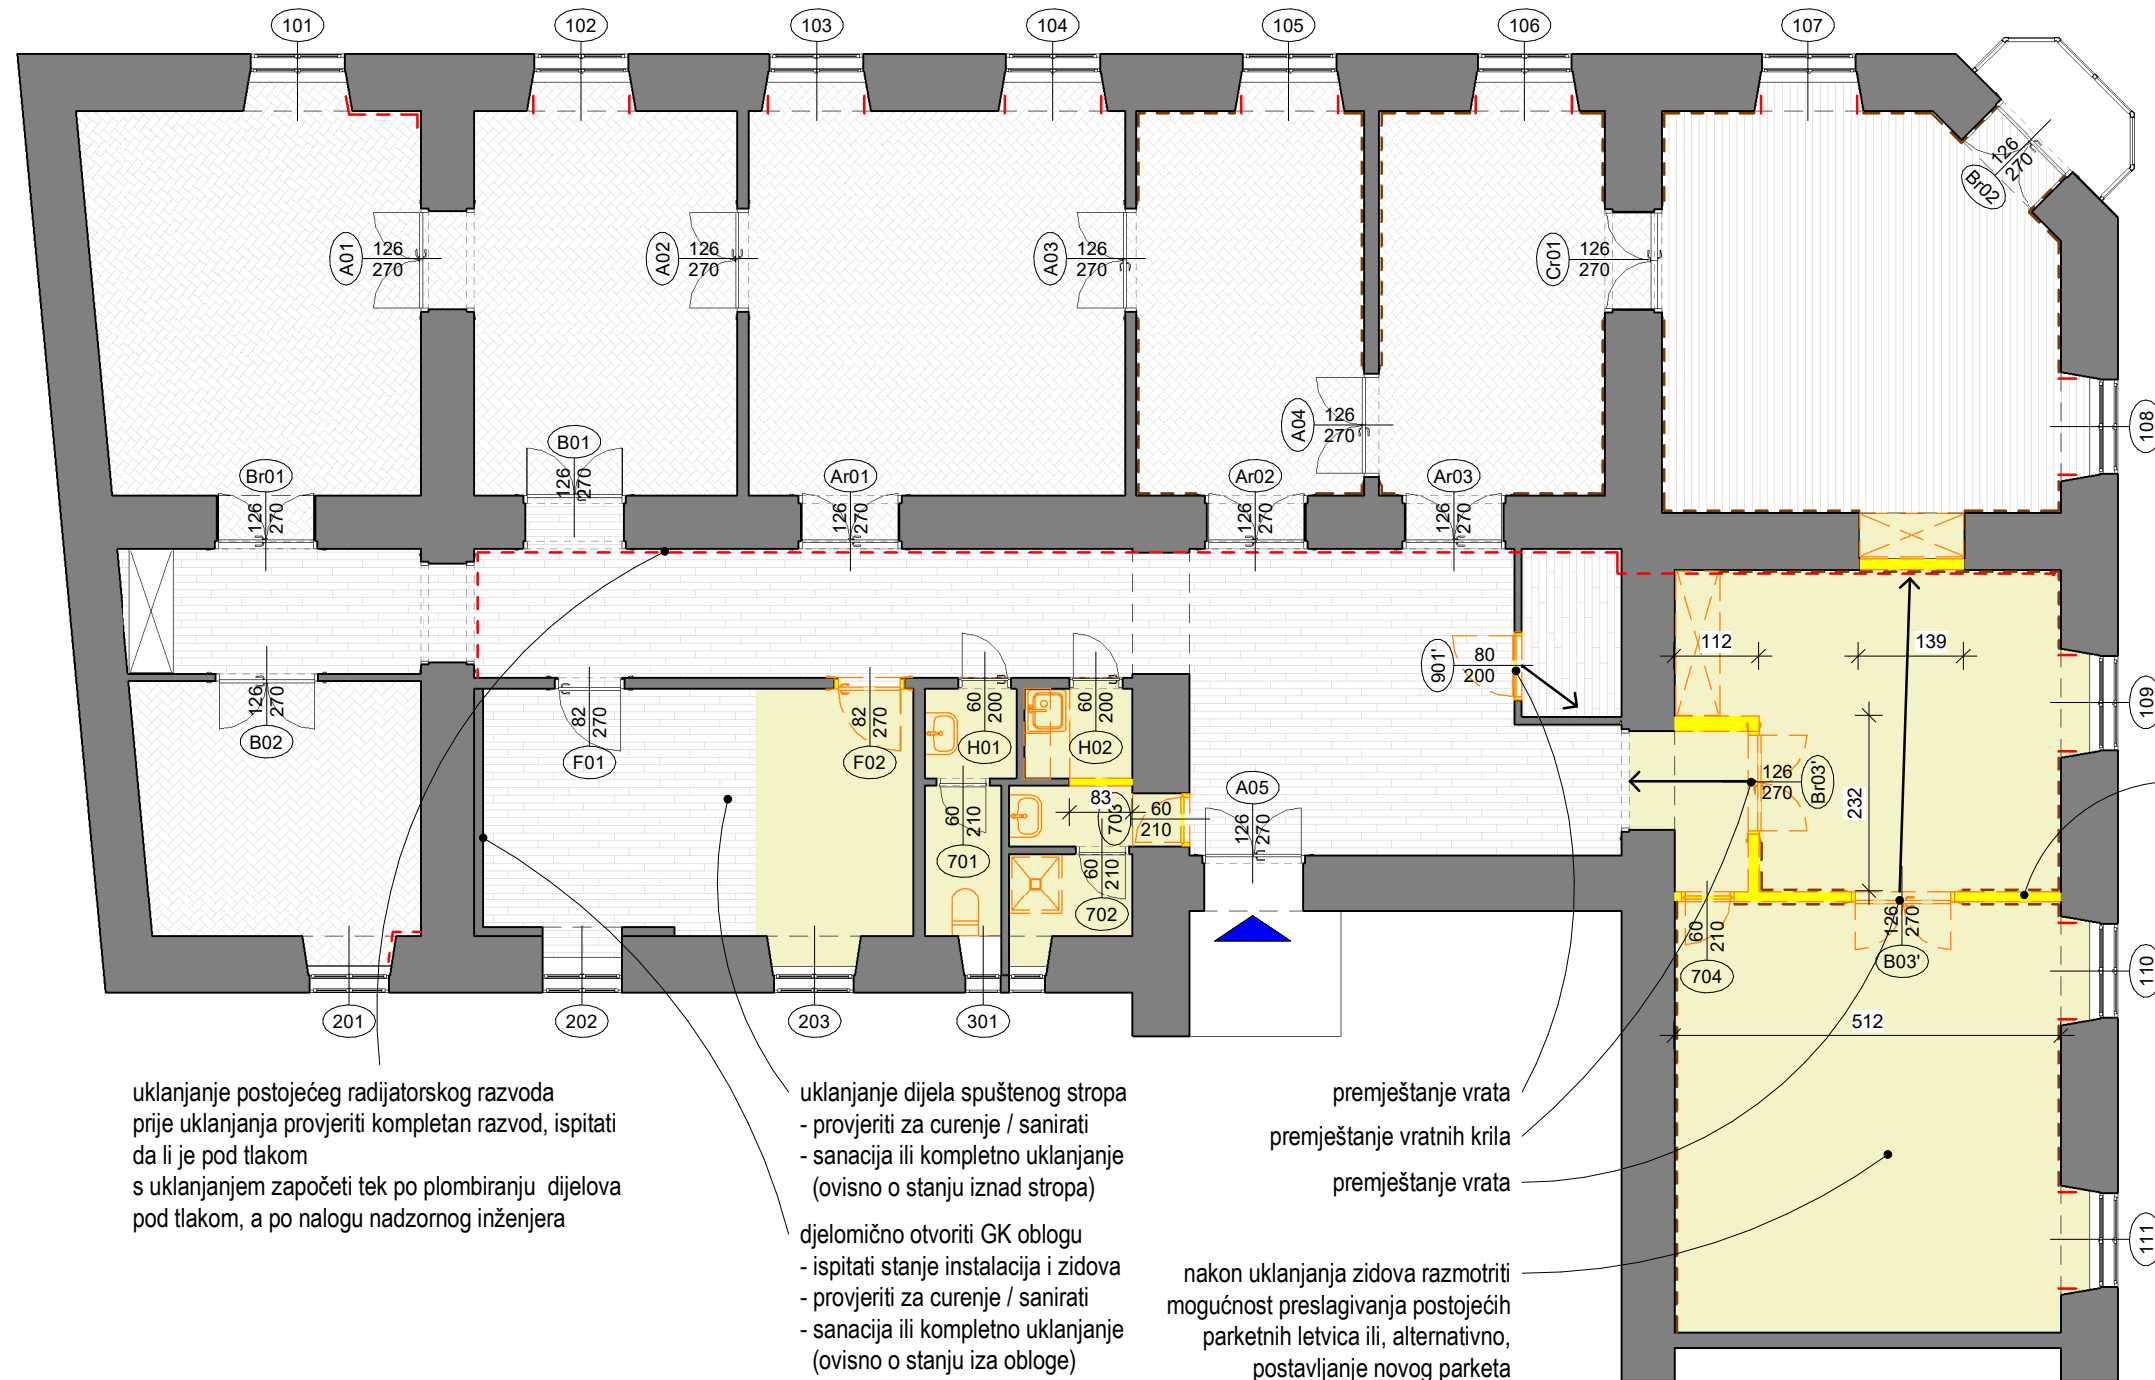 101
102
103
104
105
106
107
126
270
Br02
A01
126
270
A02
126
270
A03
126
270
Cr01
126
270
A04
126
270
108
Br01
126
270
B01
126
270
Ar01
126
270
Ar02
126
270
Ar03
126
270
901'
80
200
112
139
109
B02
126
270
F01
82
270
F02
82
270
H01
60
200
H02
60
200
701
60
210
83
703
60
210
702
60
210
A05
126
270
126
270
Br03'
232
704
60
210
B03'
126
270
110
512
111
201
202
203
301
uklanjanje postojećeg radijatorskog razvoda
prije uklanjanja provjeriti kompletan razvod, ispitati
da li je pod tlakom
s uklanjanjem započeti tek po plombiranju dijelova
pod tlakom, a po nalogu nadzornog inženjera
uklanjanje dijela spuštenog stropa
- provjeriti za curenje / sanirati
- sanacija ili kompletno uklanjanje
(ovisno o stanju iznad stropa)
djelomično otvoriti GK oblogu
- ispitati stanje instalacija i zidova
- provjeriti za curenje / sanirati
- sanacija ili kompletno uklanjanje
(ovisno o stanju iza obloge)
premještanje vrata
premještanje vratnih krila
premještanje vrata
nakon uklanjanja zidova razmotriti
mogućnost preslagivanja postojećih
parketnih letvica ili, alternativno,
postavljanje novog parketa